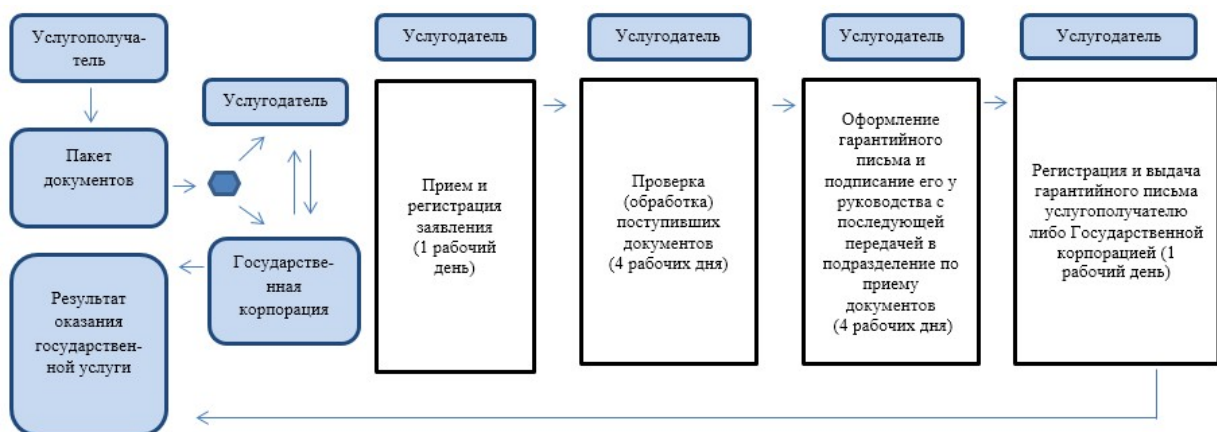 Услугополуча-
тель
Пакет
документов
Услугодатель
Государстве-
нная
корпорация
Результат
оказания
государствен-
ной услуги
Услугодатель
Прием и
регистрация
заявления
(1 рабочий
день)
Услугодатель
Проверка
(обработка)
поступивших
документов
(4 рабочих дня)
Услугодатель
Оформление
гарантийного
письма и
подписание его у
руководства с
последующей
передачей в
подразделение по
приему
документов
(4 рабочих дня)
Услугодатель
Регистрация и выдача
гарантийного письма
услугополучателю
либо Государственной
корпорацией (1
рабочий день)